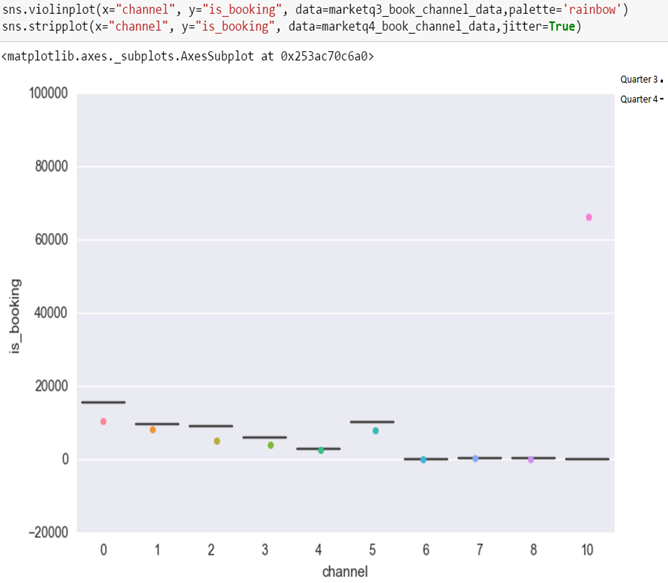 sns.violinplot(x="channel", y="is_booking", data=marketq3_book_channel_data,palette='rainbow')
sns.stripplot(x="channel", y="is_booking", data=marketq4_book_channel_data,jitter=True)
<matplotlib.axes._subplots.AxesSubplot at 0x253ac70c6a0>
Quarter 3 .
Quarter 4 -
100000
80000
60000
40000
20000
0
−20000
is_booking
0 1 2 3 4 5 6 7 8 10
channel